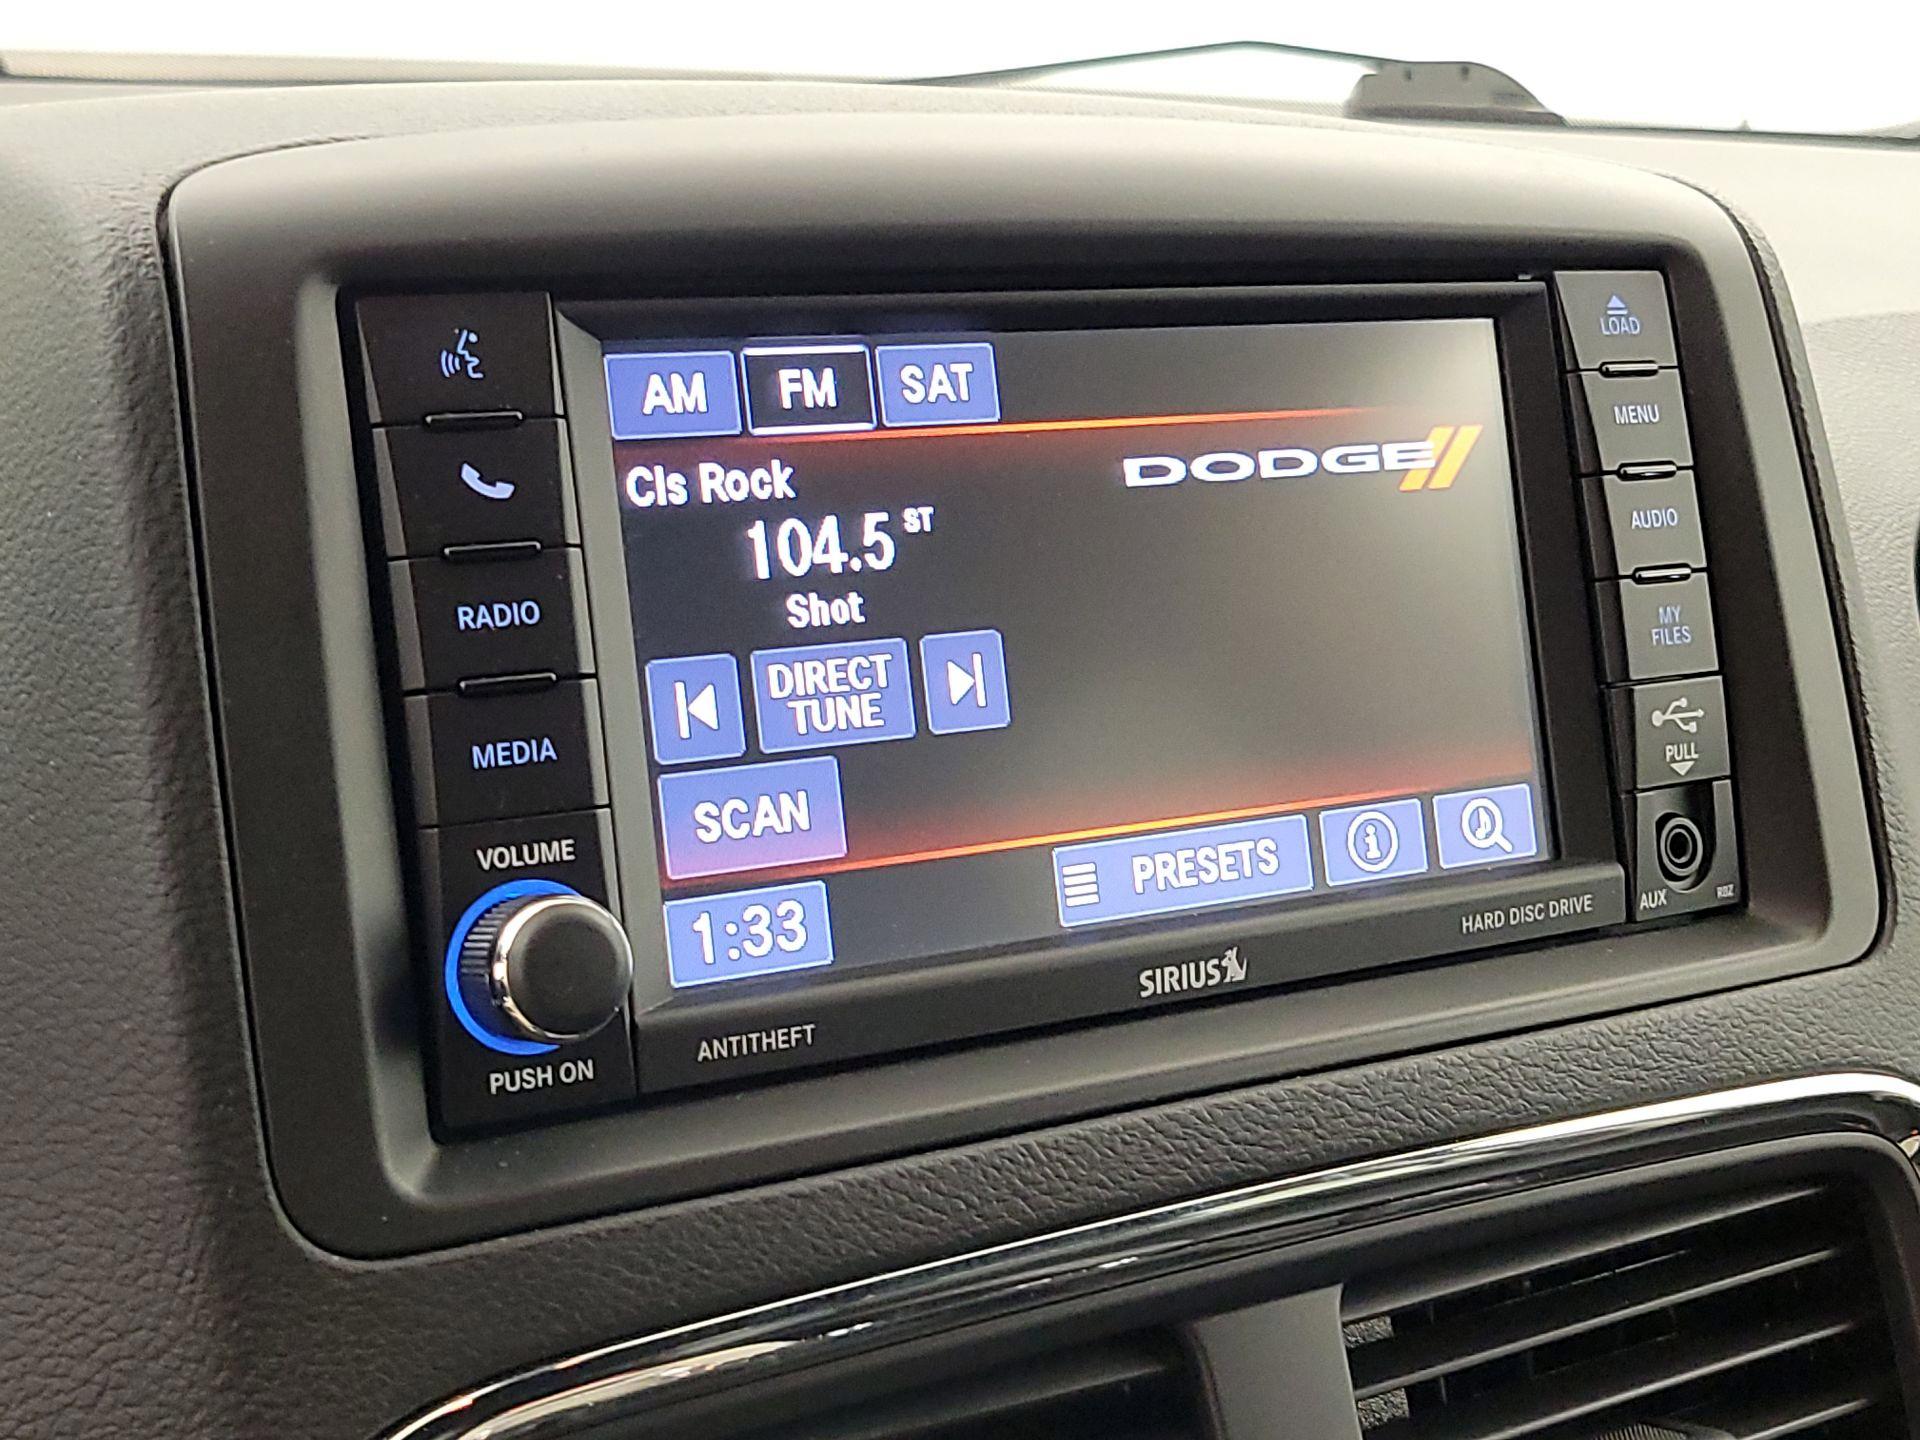 AM FM SAT
Cls Rock
DODGE
104.5 ST
Shot
DIRECT
TUNE
SCAN
PRESETS
1:33
RADIO
MEDIA
VOLUME
PUSH ON
ANTITHEFT
SIRIUS
HARD DISC DRIVE
LOAD
MENU
AUDIO
MY
FILES
PULL
AUX
RBZ